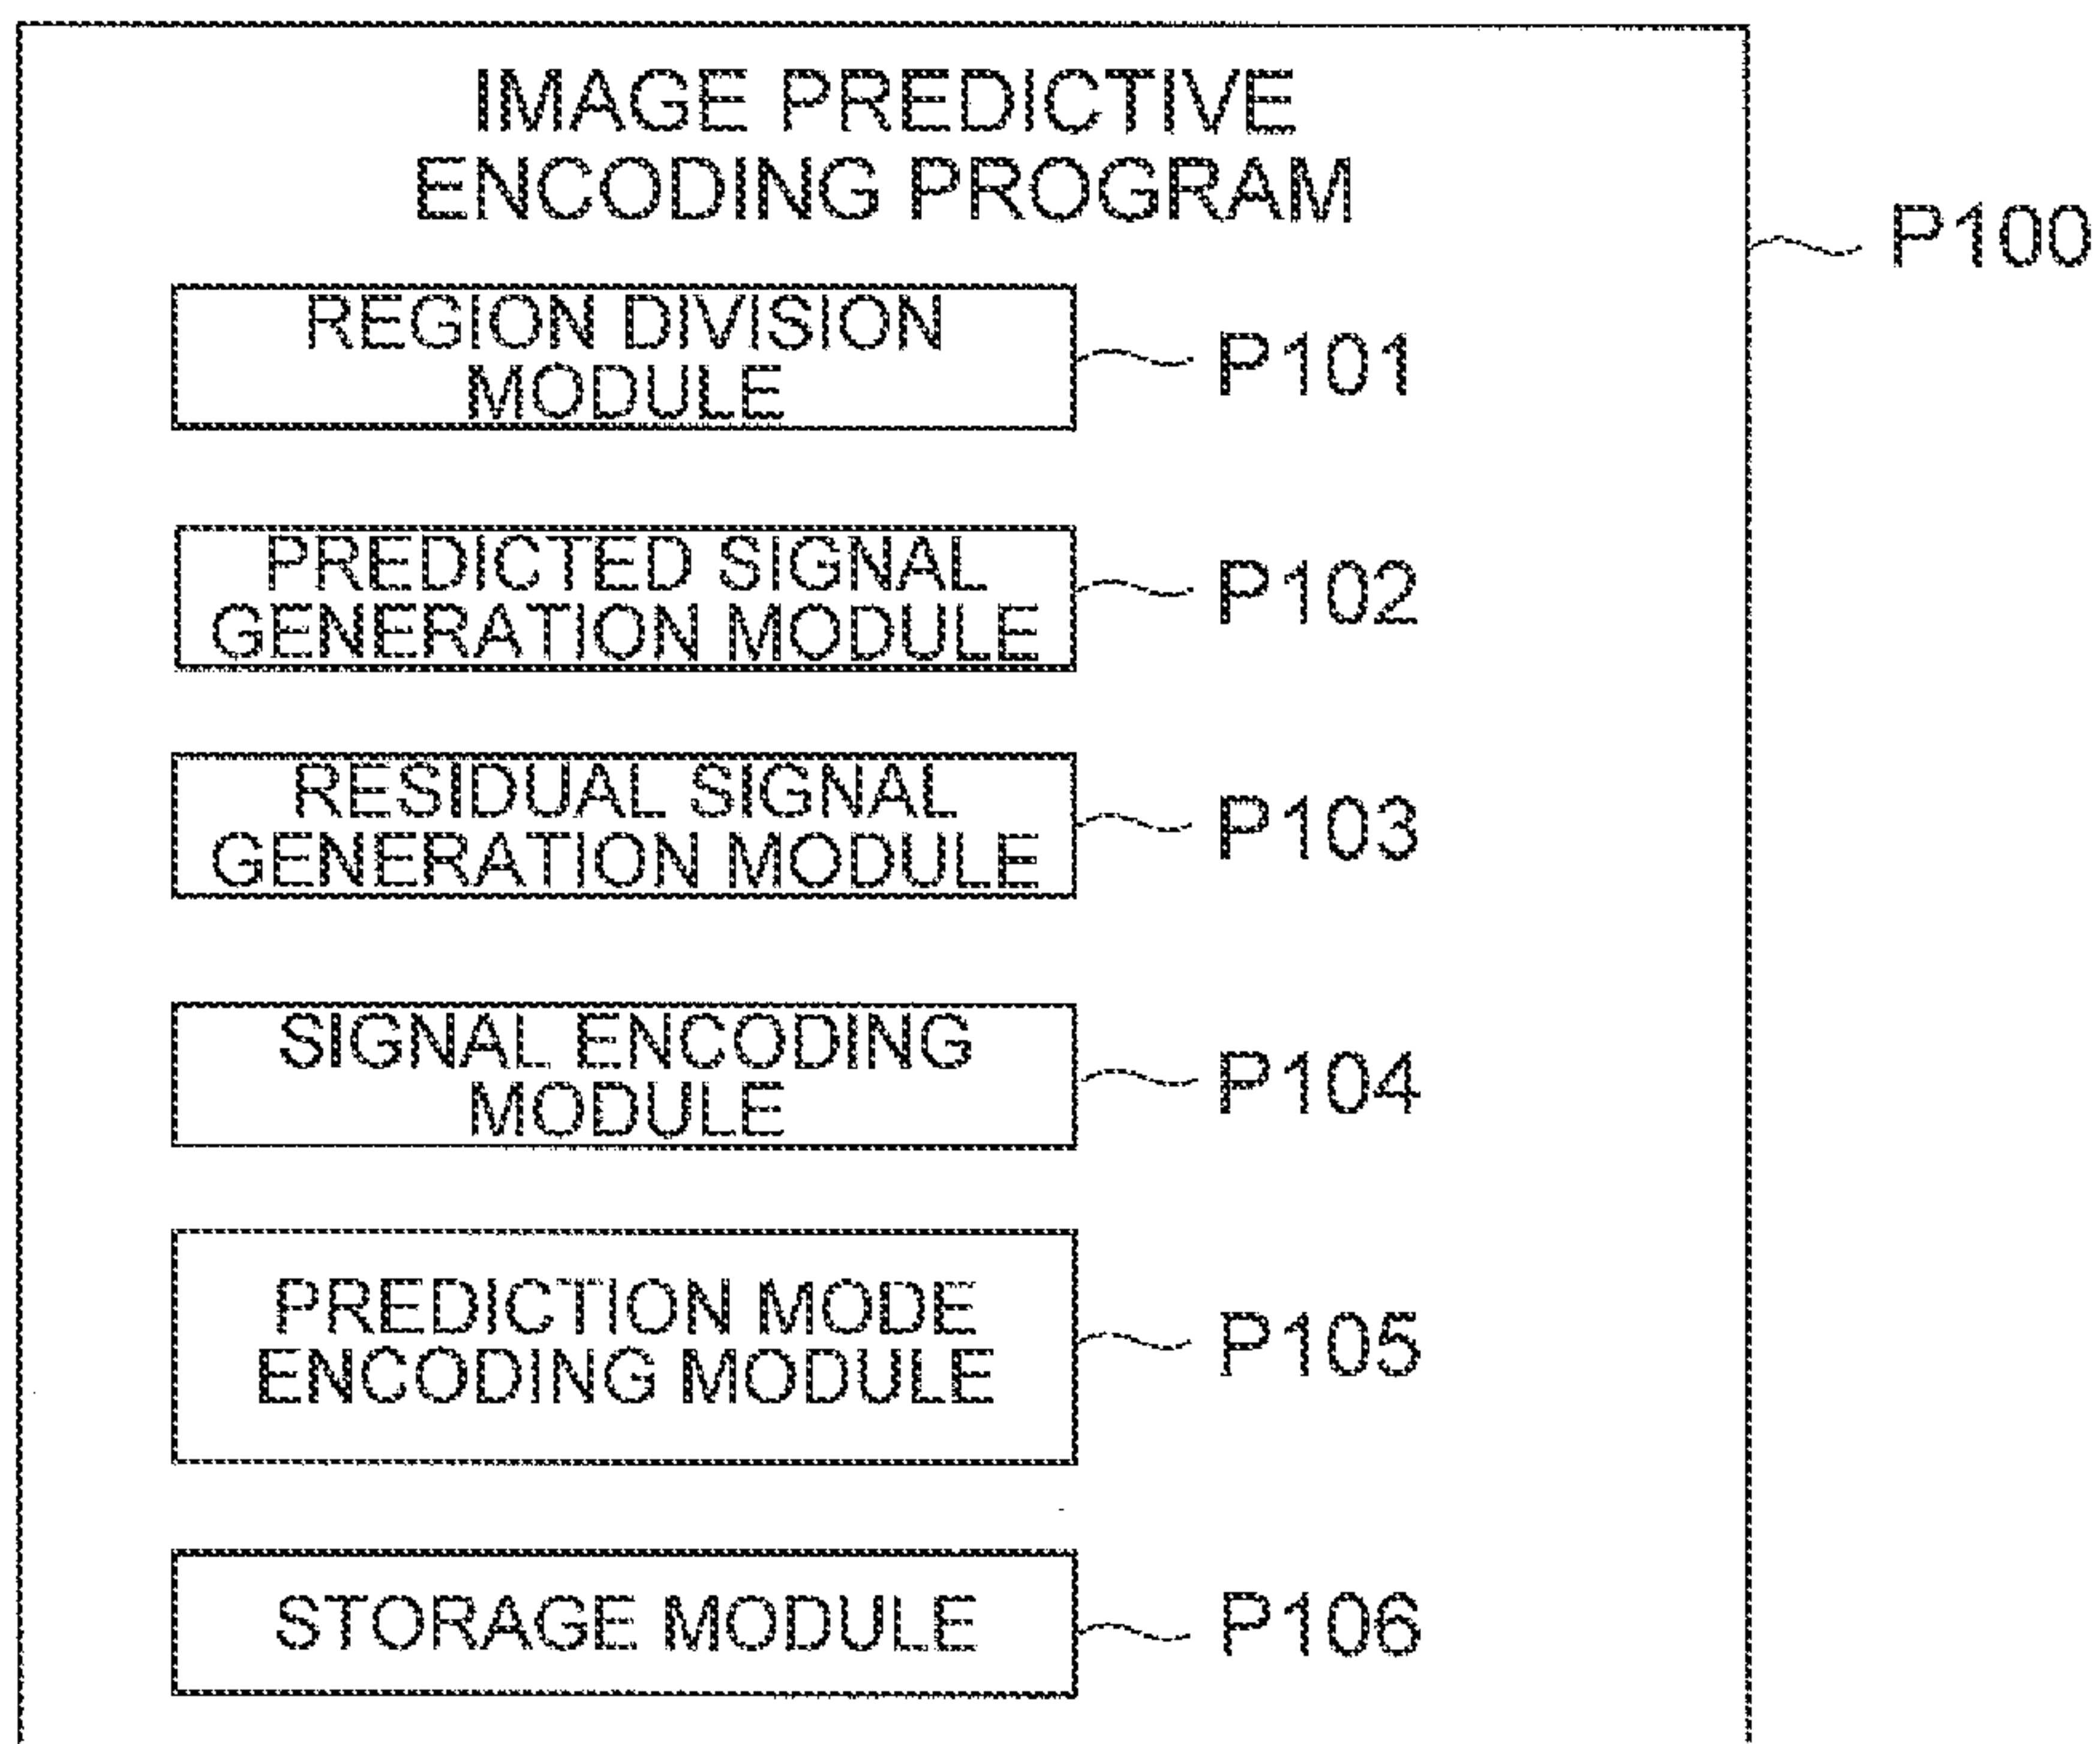 IMAGE PREDICTIVE
ENCODING PROGRAM
P100
REGION DIVISION
MODULE
P101
PREDICTED SIGNAL
GENERATION MODULE
P102
RESIDUAL SIGNAL
GENERATION MODULE
P103
SIGNAL ENCODING
MODULE
P104
PREDICTION MODE
ENCODING MODULE
P105
STORAGE MODULE
P106